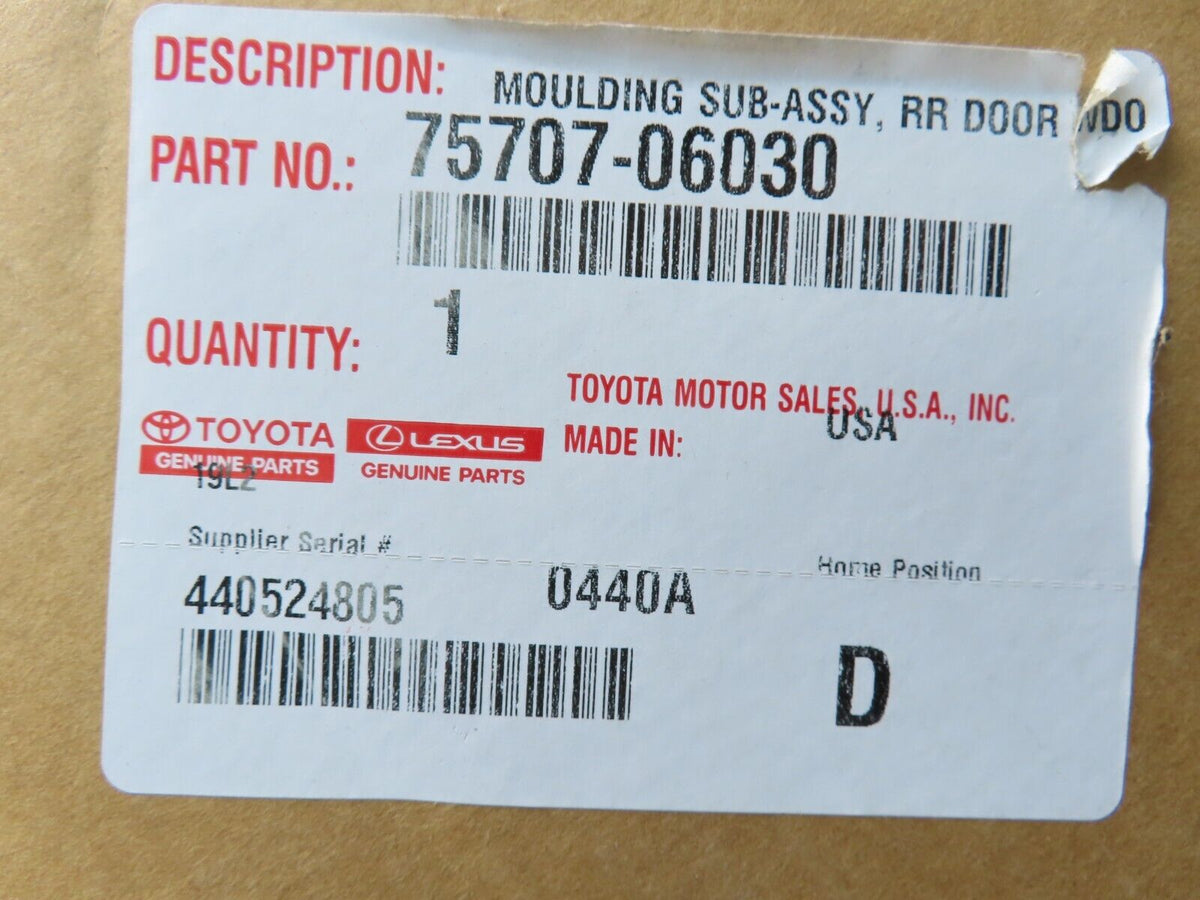 DESCRIPTION: MOULDING SUB-ASSY, RR DOOR WDO
PART NO.: 75707-06030
QUANTITY: 1
TOYOTA MOTOR SALES, U.S.A., INC.
MADE IN: USA
TOYOTA
GENUINE PARTS
LEXUS
GENUINE PARTS
19L2
Supplier Serial #
Home Position
440524805 0440A
D